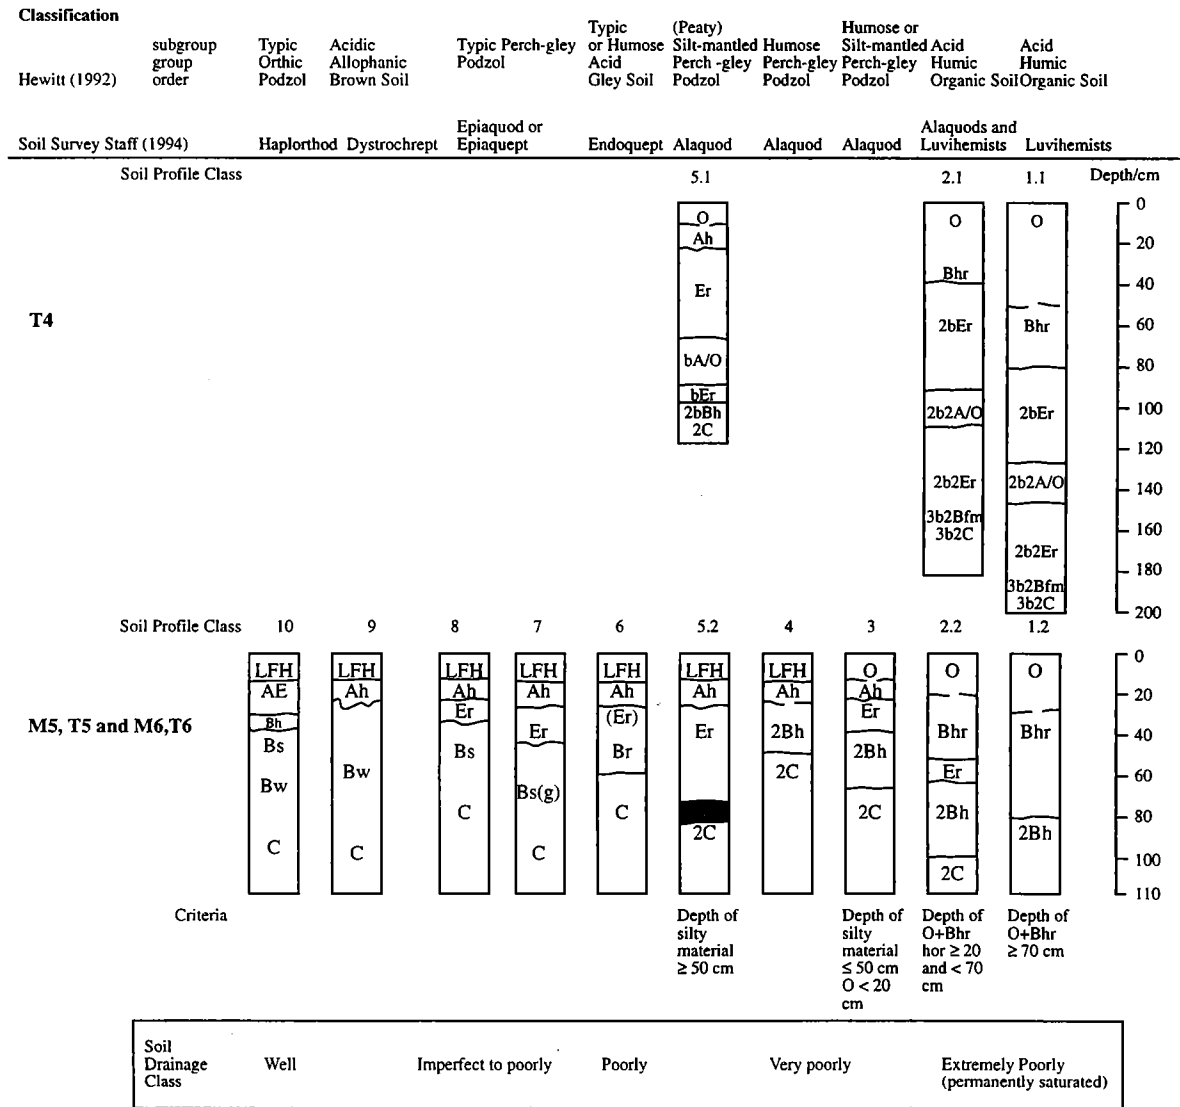 Classification
Humose or
Typic (Peaty)
subgroup Typic Acidic Typic Perch-gley or Humose Silt-mantled Humose Silt-mantled Acid Acid
group Orthic Allophanic Podzol Acid Perch -gley Perch-gley Perch-gley Humic Humic
Hewitt (1992) order Podzol Brown Soil Gley Soil Podzol Podzol Podzol Organic Soil Organic Soil
Epiaquod or Alaquods and
Soil Survey Staff (1994) Haplorthod Dystrochrept Epiaquept Endoquept Alaquod Alaquod Alaquod Luvihemists Luvihemists
Soil Profile Class 5.1 2.1 1.1 Depth/cm
0
O O O
Ah 20
Bhr
Er 40
T4 2bEr Bhr 60
bA/O 80
bEr
2bBh 2b2A/O 2bEr 100
2C 120
2b2Er 2b2A/O 140
3b2Bfm
3b2C 2b2Er 160
180
3b2Bfm
3b2C 200
Soil Profile Class 10 9 8 7 6 5.2 4 3 2.2 1.2
0
LFH LFH LFH LFH LFH LFH LFH O O O
AE Ah Ah Ah Ah Ah Ah Ah 20
Er (Er) Er
M5, T5 and M6,T6 Bh Er Er 2Bh Bhr Bhr
Bs Bs Br 2Bh 40
Bw Bw Bs(g) 2C Er 60
C C 2C 2Bh 80
2C 2Bh
C C C 100
2C
110
Criteria Depth of Depth of Depth of Depth of
silty silty O+Bhr O+Bhr
material material hor ≥ 20 ≥ 70 cm
≥ 50 cm ≤ 50 cm and < 70
O < 20 cm
cm
Soil
Drainage Well Imperfect to poorly Poorly Very poorly Extremely Poorly
Class (permanently saturated)